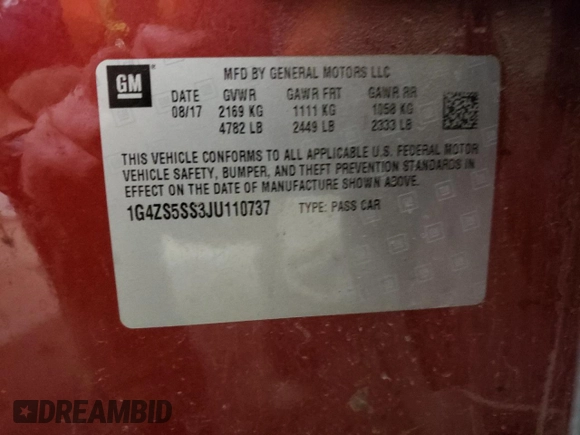 GM
MFD BY GENERAL MOTORS LLC
DATE GVWR GAWR FRT GAWR RR
08/17 2169 KG 1111 KG 1058 KG
4782 LB 2449 LB 2333 LB
THIS VEHICLE CONFORMS TO ALL APPLICABLE U.S. FEDERAL MOTOR
VEHICLE SAFETY, BUMPER, AND THEFT PREVENTION STANDARDS IN
EFFECT ON THE DATE OF MANUFACTURE SHOWN ABOVE.
1G4ZS5SS3JU110737 TYPE: PASS CAR
DREAMBID